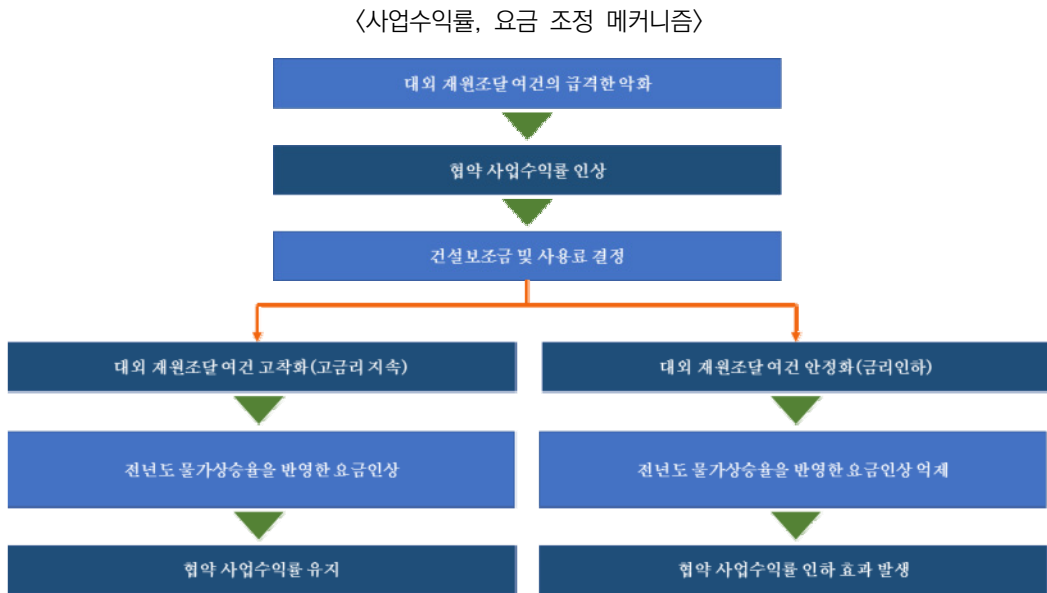 〈사업수익률, 요금 조정 메커니즘〉
대외 재원조달 여건의 급격한 악화
협약 사업수익률 인상
건설보조금 및 사용료 결정
대외 재원조달 여건 고착화(고금리 지속)
전년도 물가상승율을 반영한 요금인상
협약 사업수익률 유지
대외 재원조달 여건 안정화(금리인하)
전년도 물가상승율을 반영한 요금인상 억제
협약 사업수익률 인하 효과 발생